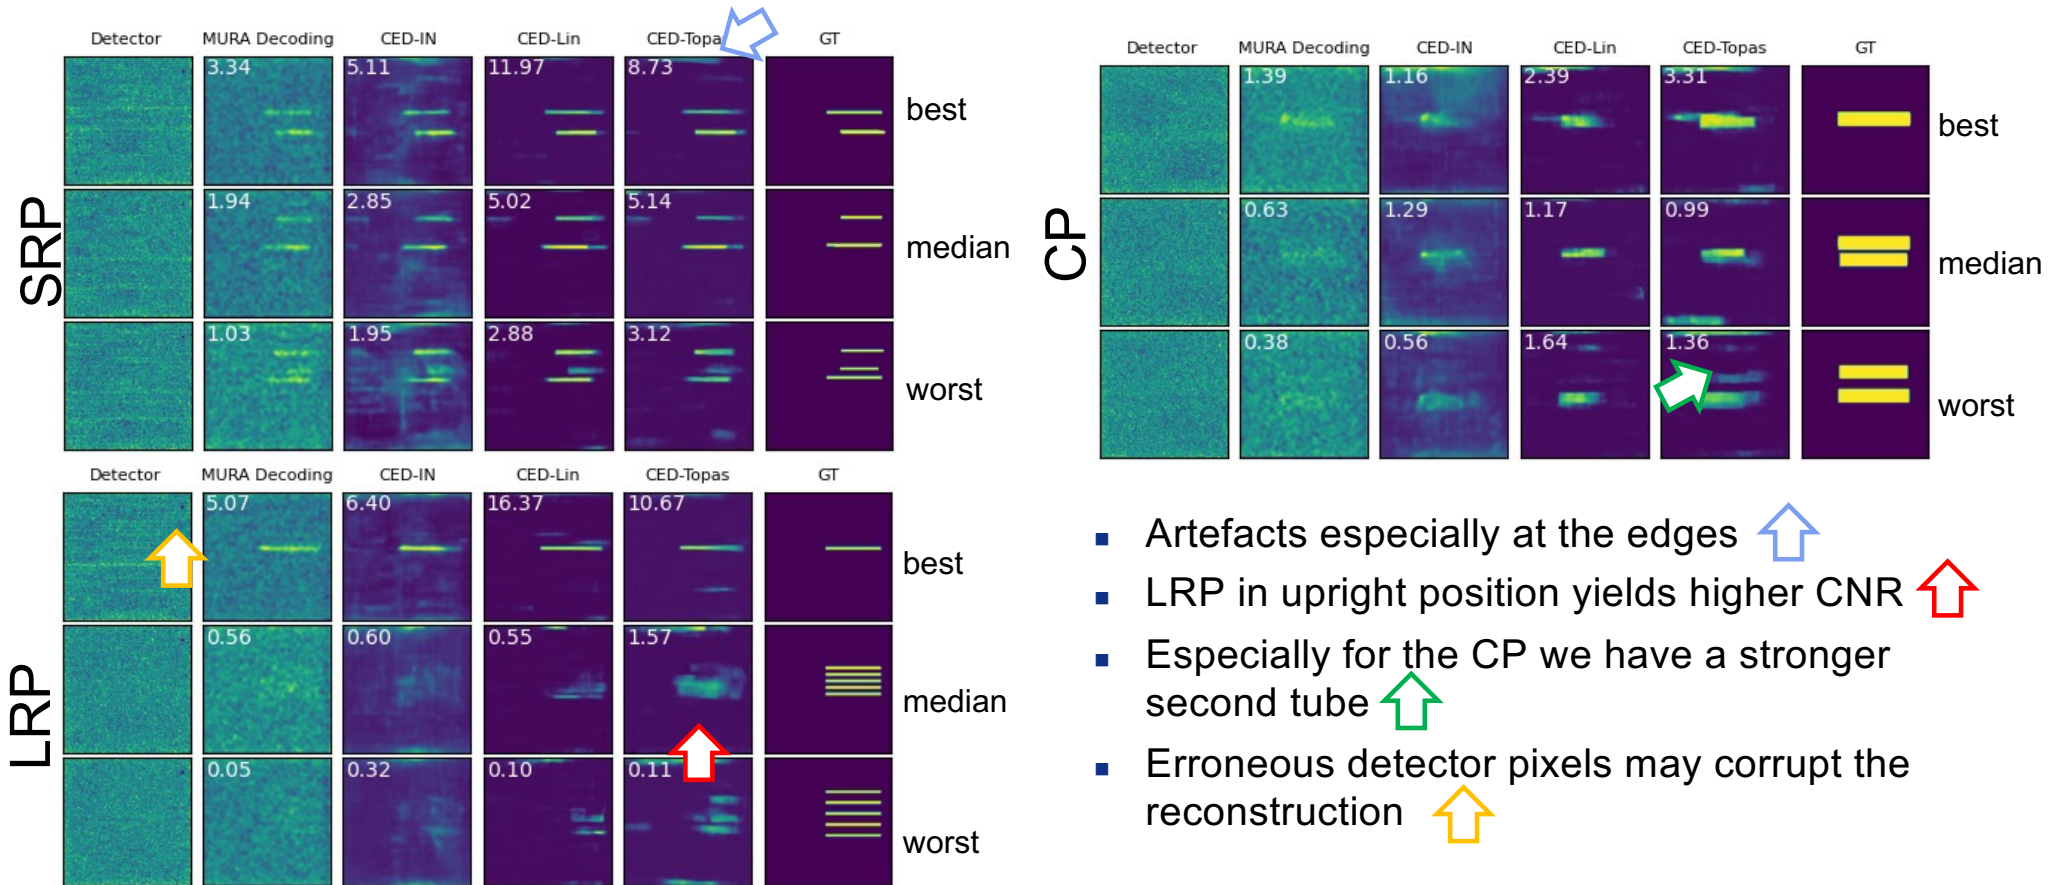 Detector MURA Decoding CED-IN CED-Lin CED-Topa GT
SRP
3.34 5.11 11.97 8.73 best
1.94 2.85 5.02 5.14 median
1.03 1.95 2.88 3.12 worst
Detector MURA Decoding CED-IN CED-Lin CED-Topas GT
LRP
5.07 6.40 16.37 10.67 best
0.56 0.60 0.55 1.57 median
0.05 0.32 0.10 0.11 worst
Detector MURA Decoding CED-IN CED-Lin CED-Topas GT
CP
1.39 1.16 2.39 3.31 best
0.63 1.29 1.17 0.99 median
0.38 0.56 1.64 1.36 worst
Artefacts especially at the edges
LRP in upright position yields higher CNR
Especially for the CP we have a stronger
second tube
Erroneous detector pixels may corrupt the
reconstruction